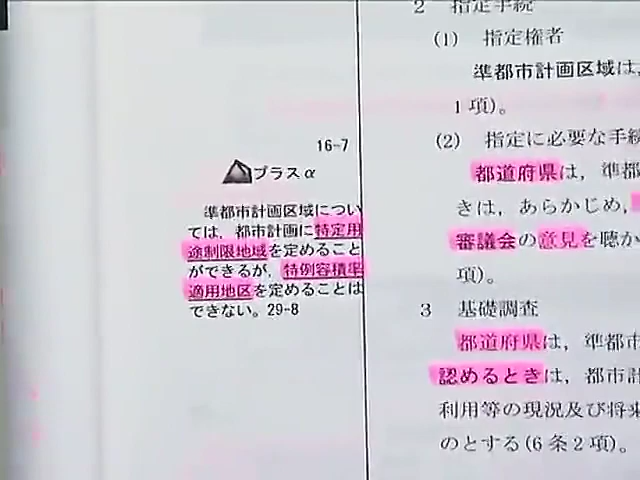 16-7
プラスα
準都市計画区域につい
ては，都市計画に特定用
途制限地域を定めること
ができるが，特例容積率
適用地区を定めることは
できない。29-8
2 指定手続
(1) 指定権者
準都市計画区域は，
1項）。
(2) 指定に必要な手続
都道府県は，準都
きは，あらかじめ，
審議会の意見を聴か
項）。
3 基礎調査
都道府県は，準都市
認めるときは，都市計
利用等の現況及び将来
のとする(6条2項)。